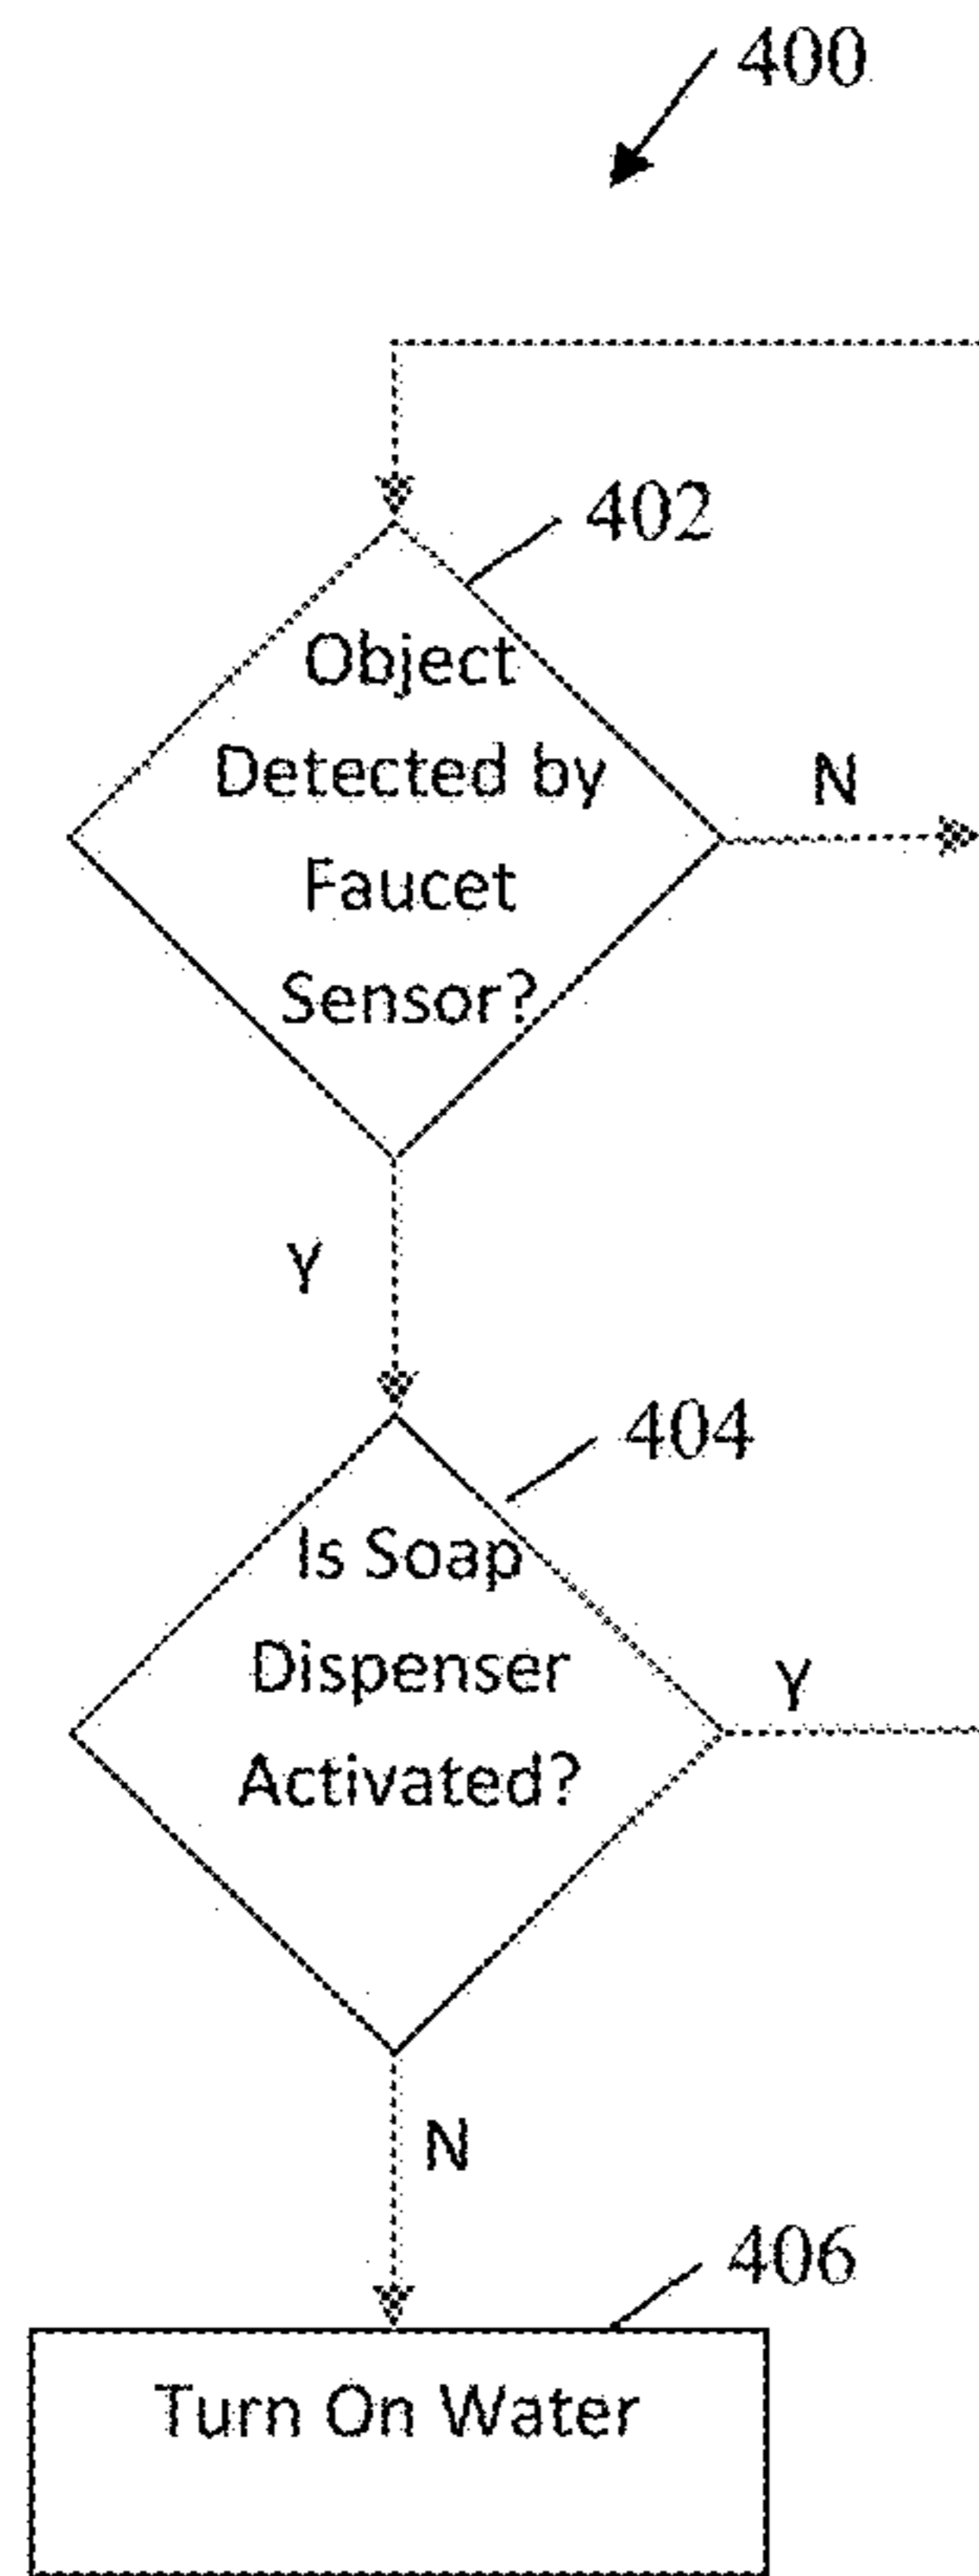 400
402
Object
Detected by
Faucet
Sensor?
N
Y
404
Is Soap
Dispenser
Activated?
Y
N
406
Turn On Water